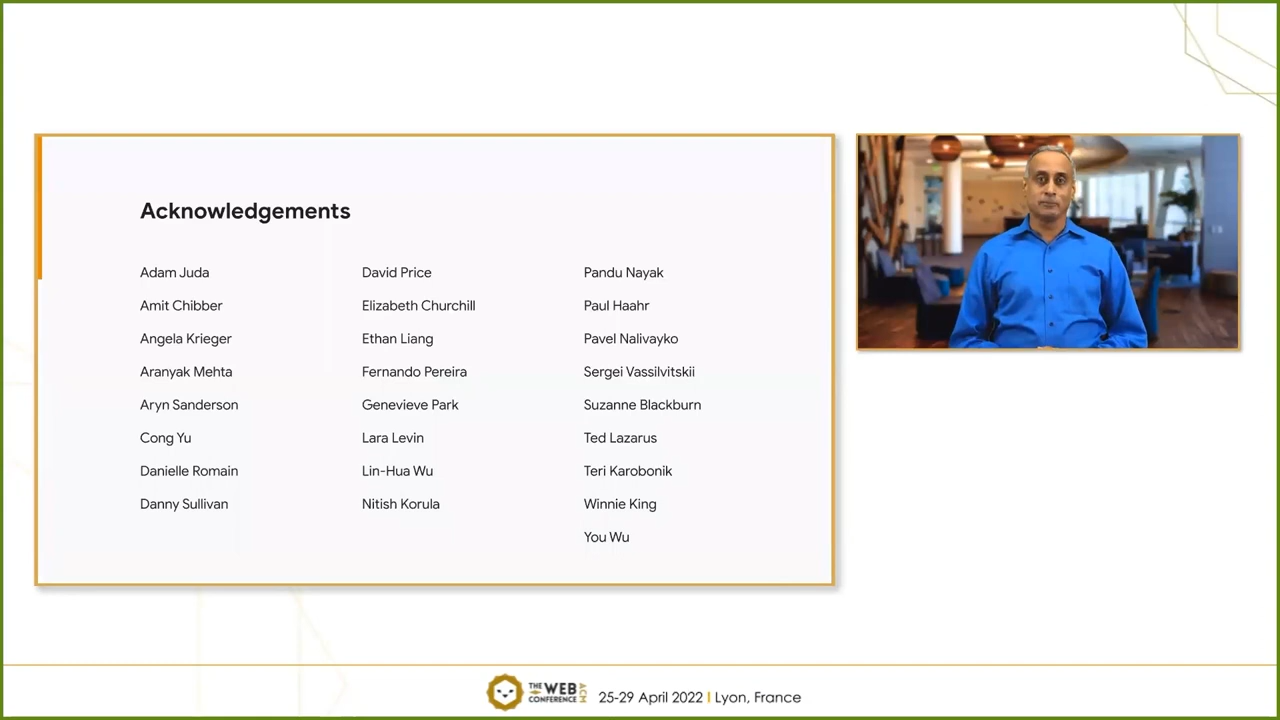 Acknowledgements
Adam Juda
Amit Chibber
Angela Krieger
Aranyak Mehta
Aryn Sanderson
Cong Yu
Danielle Romain
Danny Sullivan
David Price
Elizabeth Churchill
Ethan Liang
Fernando Pereira
Genevieve Park
Lara Levin
Lin-Hua Wu
Nitish Korula
Pandu Nayak
Paul Haahr
Pavel Nalivayko
Sergei Vassilvitskii
Suzanne Blackburn
Ted Lazarus
Teri Karobonik
Winnie King
You Wu
THE WEB
CONFERENCE
ACM
25-29 April 2022 | Lyon, France